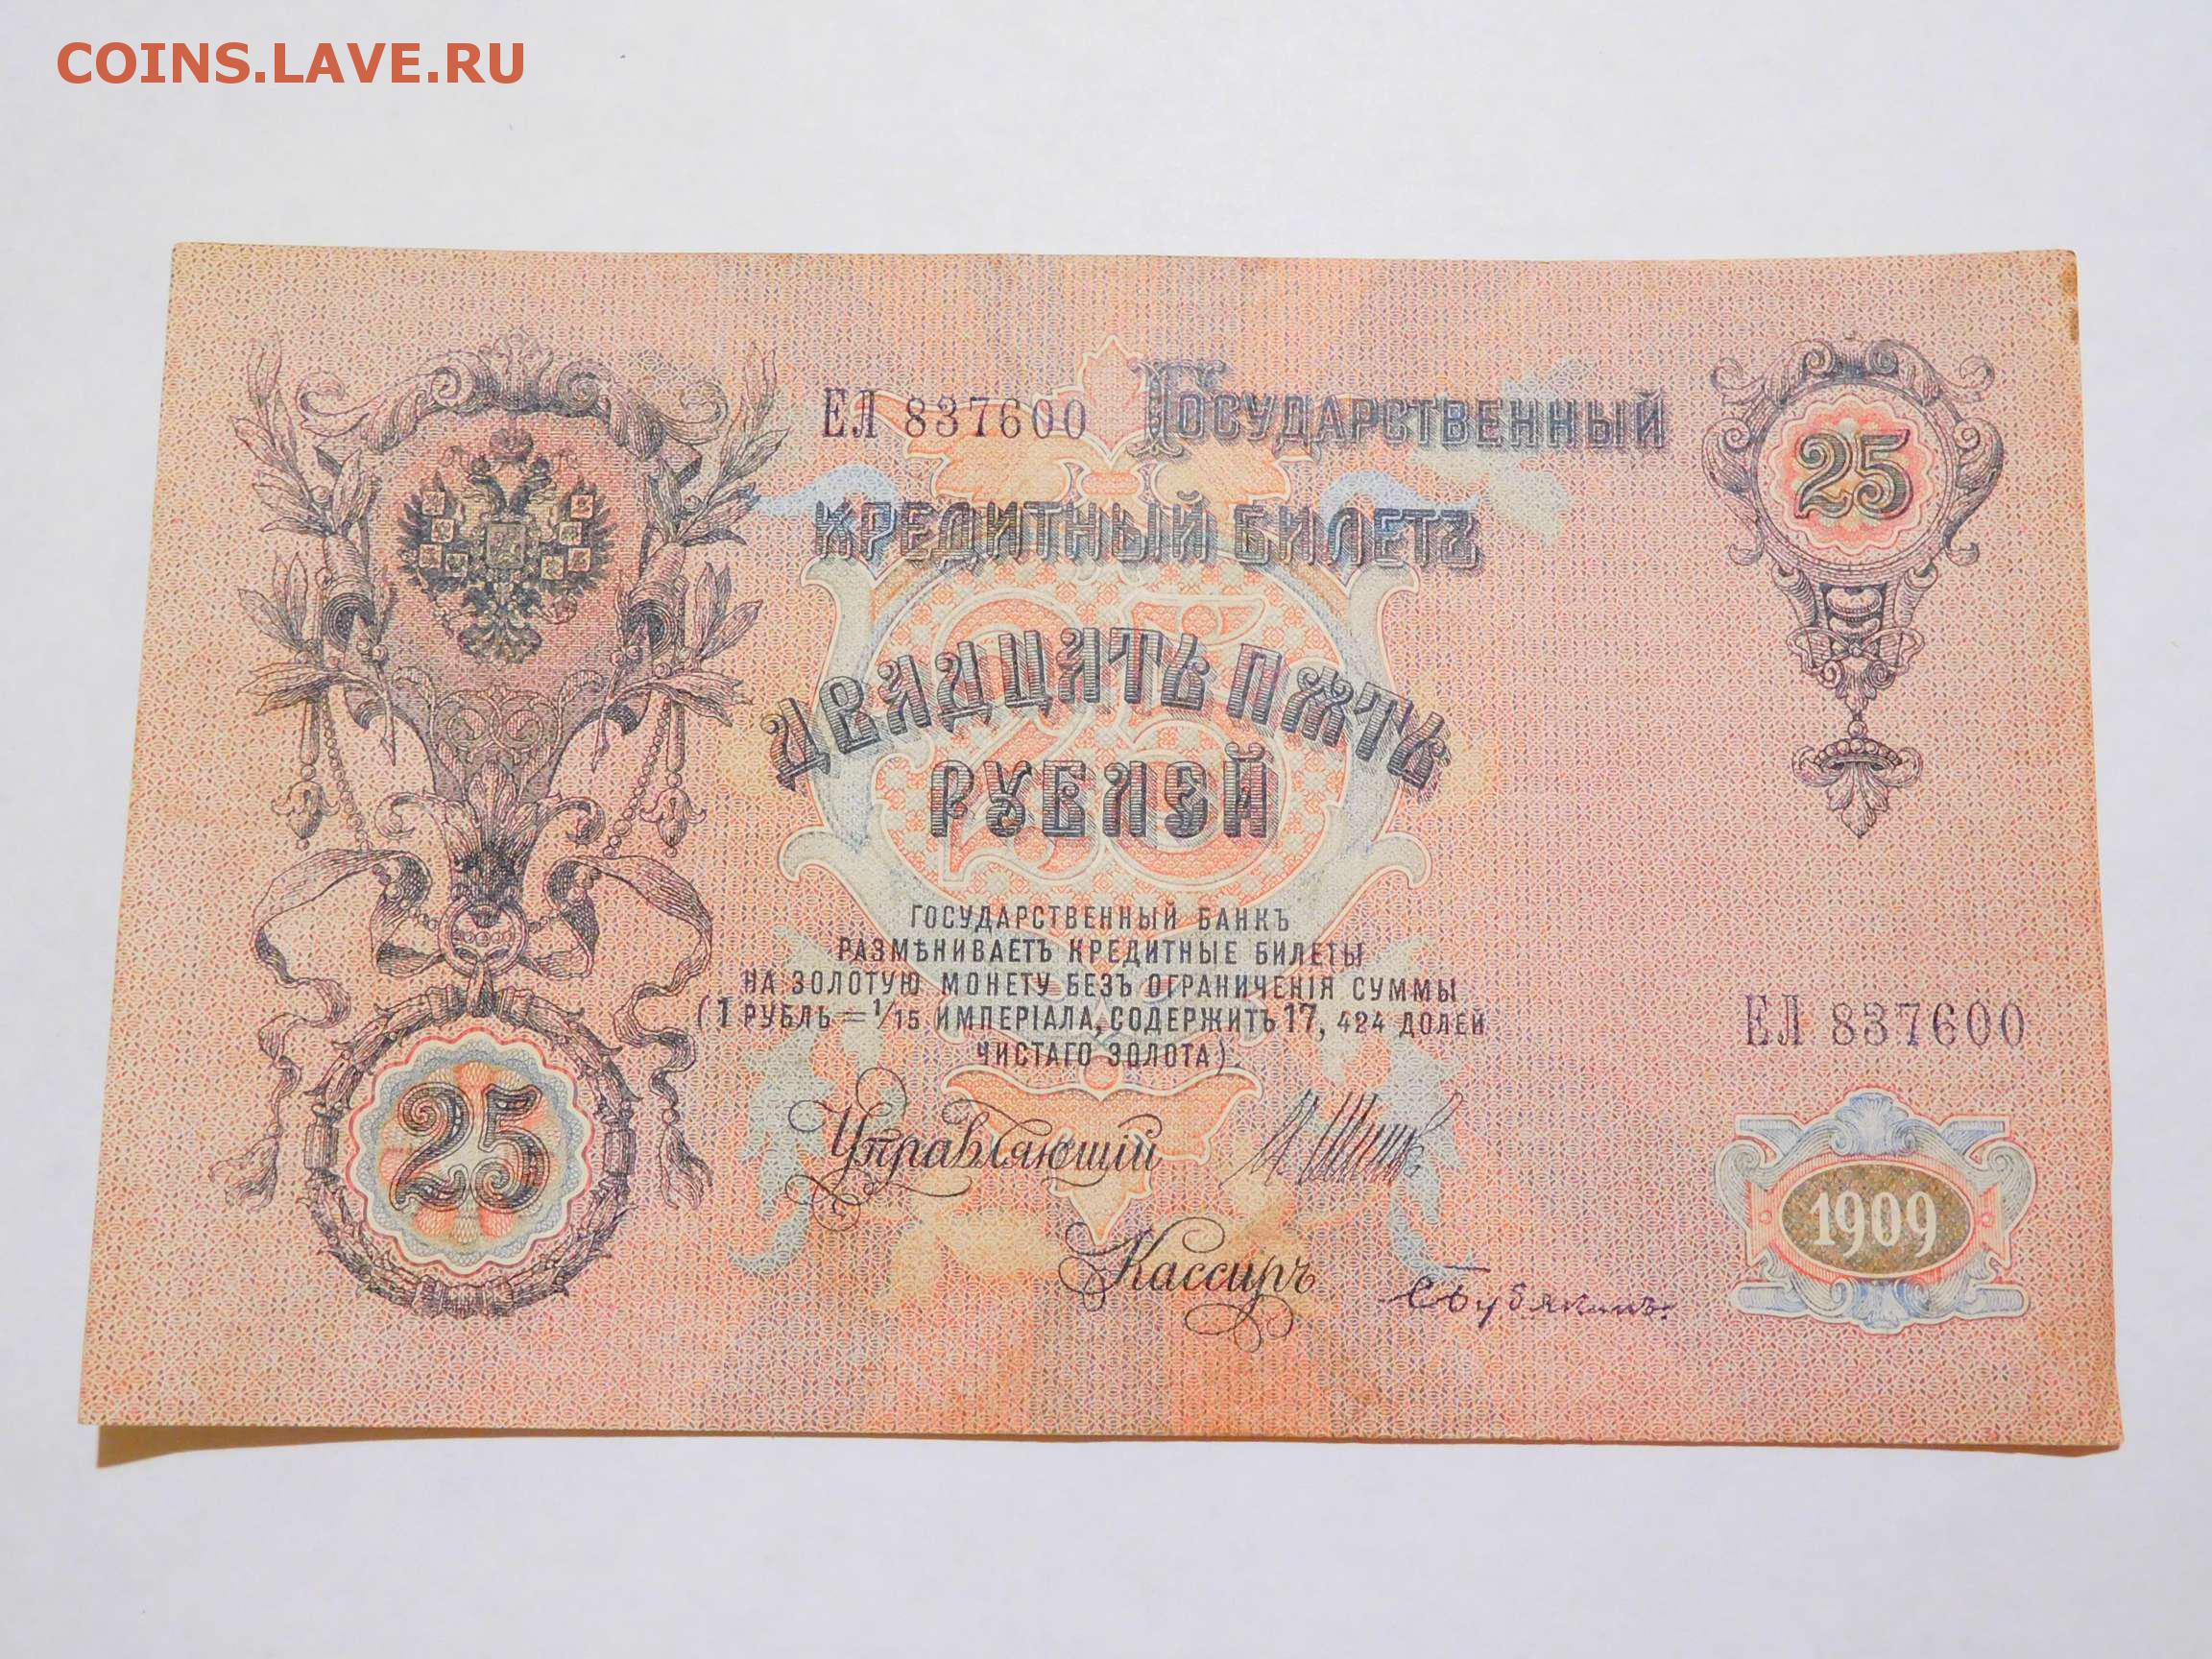 COINS.LAVE.RU
ЕЛ 837600
ГОСУДАРСТВЕННЫЙ
25
КРЕДИТНЫЙ БИЛЕТЪ
ДВАДЦАТЬ ПЯТЬ
РУБЛЕЙ
25
ГОСУДАРСТВЕННЫЙ БАНКЪ
РАЗМѢНИВАЕТЪ КРЕДИТНЫЕ БИЛЕТЫ
НА ЗОЛОТУЮ МОНЕТУ БЕЗЪ ОГРАНИЧЕНІЯ СУММЫ
(1 РУБЛЬ = 1/15 ИМПЕРІАЛА, СОДЕРЖИТЪ 17, 424 ДОЛЕЙ
ЧИСТАГО ЗОЛОТА).
ЕЛ 837600
25
Управляющій
1909
Кассиръ
СБубякинъ.